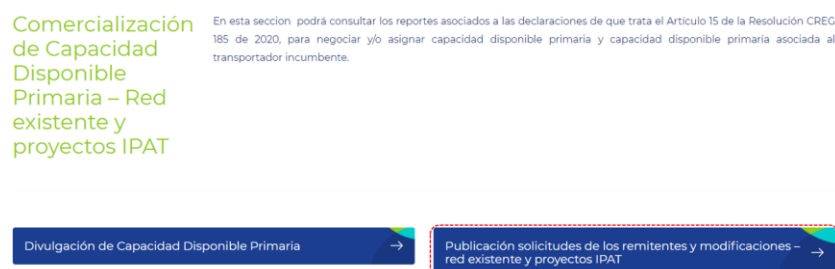 Comercialización
de Capacidad
Disponible
Primaria – Red
existente y
proyectos IPAT
En esta seccion podrá consultar los reportes asociados a las declaraciones de que trata el Artículo 15 de la Resolución CREG
185 de 2020, para negociar y/o asignar capacidad disponible primaria y capacidad disponible primaria asociada al
transportador incumbente.
Divulgación de Capacidad Disponible Primaria →
Publicación solicitudes de los remitentes y modificaciones –
red existente y proyectos IPAT →